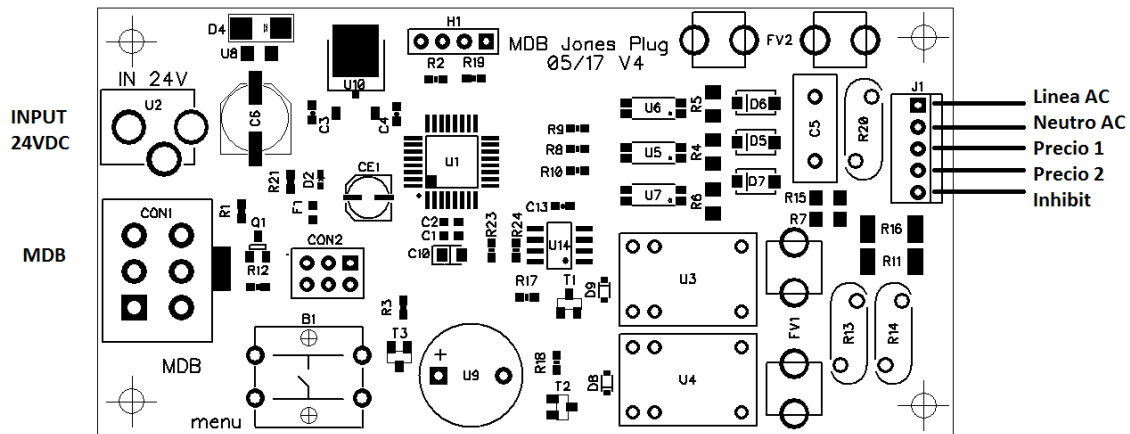 D4
U8
IN 24V
U2
INPUT
24VDC
C6
U10
C3
C4
H1
R2
R19
MDB Jones Plug
05/17 V4
FV2
U6
R5
D6
U5
R4
D5
U7
R6
D7
C5
R20
J1
Linea AC
Neutro AC
Precio 1
Precio 2
Inhibit
R9
R8
R10
U1
R21
D2
CE1
F1
C13
R15
R7
R16
R11
MDB
CON1
R1
Q1
R12
CON2
C2
C1
C10
R23
R24
U14
R17
T1
D9
U3
FV1
R13
R14
MDB
B1
menu
R3
T3
U9
R18
T2
D8
U4